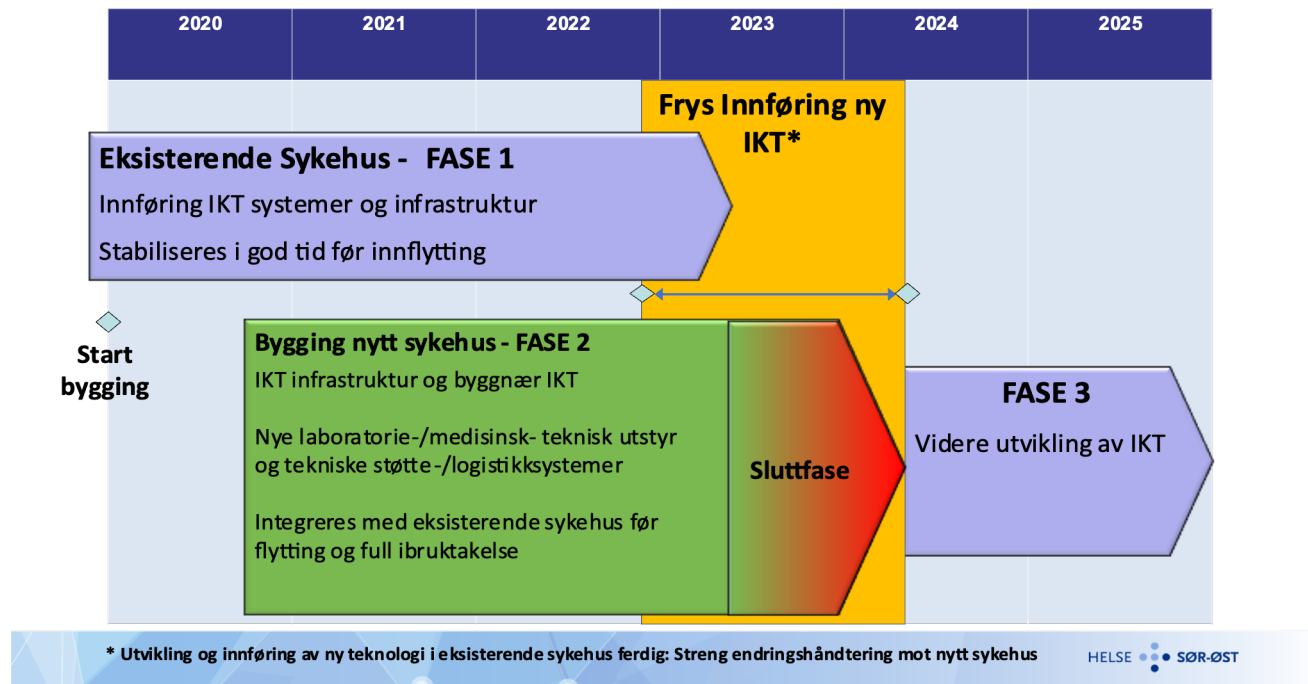 2020 2021 2022 2023 2024 2025
Frys Innføring ny
IKT*
Eksisterende Sykehus - FASE 1
Innføring IKT systemer og infrastruktur
Stabiliseres i god tid før innflytting
Start
bygging
Bygging nytt sykehus - FASE 2
IKT infrastruktur og byggnær IKT
Nye laboratorie-/medisinsk- teknisk utstyr
og tekniske støtte-/logistikksystemer
Integreres med eksisterende sykehus før
flytting og full ibruktakelse
Sluttfase
FASE 3
Videre utvikling av IKT
* Utvikling og innføring av ny teknologi i eksisterende sykehus ferdig: Streng endringshåndtering mot nytt sykehus
HELSE SØR-ØST